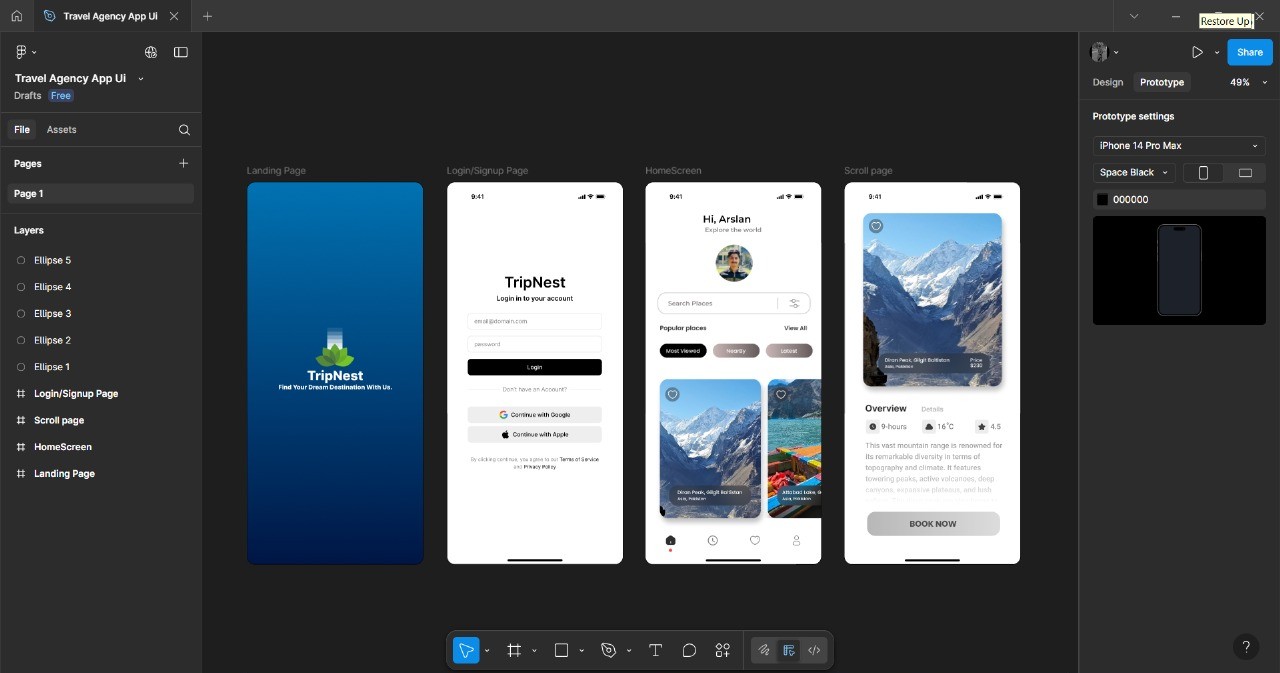 Travel Agency App Ui
Restore Up
Travel Agency App Ui
Drafts Free
File Assets
Pages
Page 1
Layers
Ellipse 5
Ellipse 4
Ellipse 3
Ellipse 2
Ellipse 1
Login/Signup Page
Scroll page
HomeScreen
Landing Page
Landing Page
TripNest
Find Your Dream Destination With Us.
Login/Signup Page
9:41
TripNest
Login in to your account
email@domain.com
password
Login
Don't have an Account?
Continue with Google
Continue with Apple
By clicking continue, you agree to our Terms of Service
and Privacy Policy
HomeScreen
9:41
Hi, Arslan
Explore the world
Search Places
Popular places View All
Most Viewed Nearby Latest
Diran Peak, Gilgit Baltistan
Asia, Pakistan
Attabad Lake, G
Asia, Pakistan
Scroll page
9:41
Diran Peak, Gilgit Baltistan
Asia, Pakistan
Price
$230
Overview Details
9-hours 16°C 4.5
This vast mountain range is renowned for
its remarkable diversity in terms of
topography and climate. It features
towering peaks, active volcanoes, deep
canyons, expansive plateaus, and lush
BOOK NOW
Share
Design Prototype 49%
Prototype settings
iPhone 14 Pro Max
Space Black
000000
?